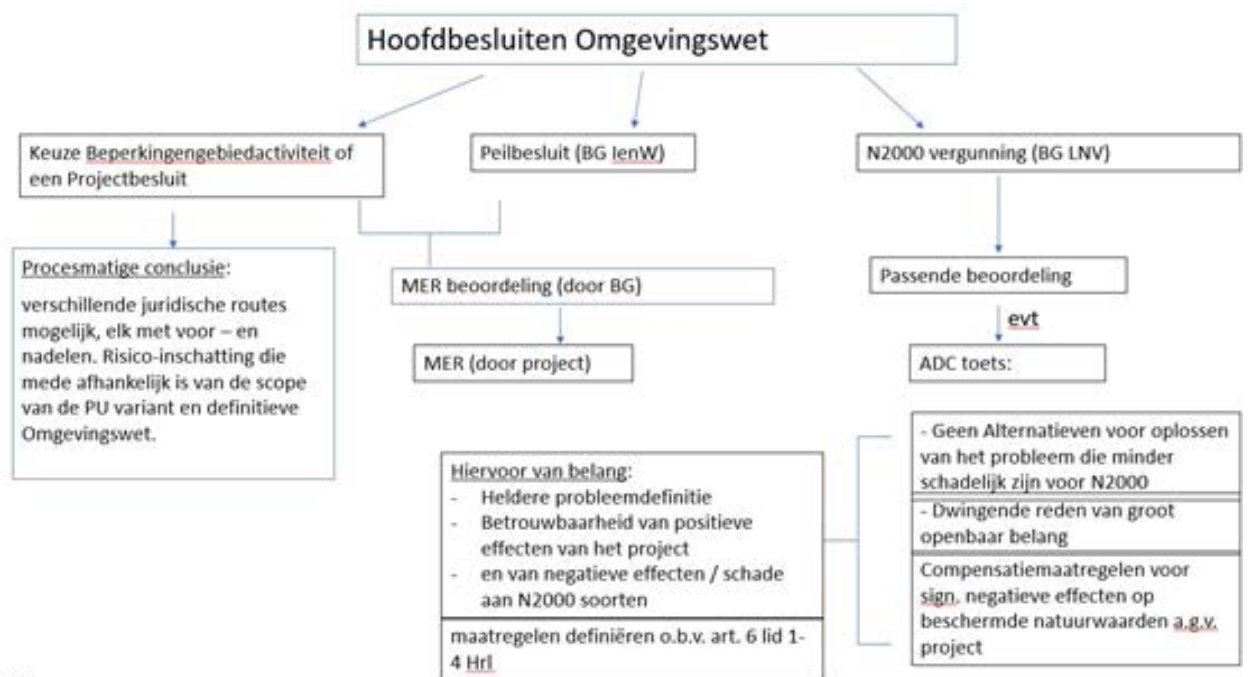 Hoofdbesluiten Omgevingswet
Keuze Beperkingengebiedactiviteit of
een Projectbesluit
Peilbesluit (BG IenW)
N2000 vergunning (BG LNV)
Procesmatige conclusie:
verschillende juridische routes
mogelijk, elk met voor – en
nadelen. Risico-inschatting die
mede afhankelijk is van de scope
van de PU variant en definitieve
Omgevingswet.
MER beoordeling (door BG)
MER (door project)
Passende beoordeling
evt
ADC toets:
Hiervoor van belang:
- Heldere probleemdefinitie
- Betrouwbaarheid van positieve
effecten van het project
- en van negatieve effecten / schade
aan N2000 soorten
maatregelen definiëren o.b.v. art. 6 lid 1-
4 Hrl
- Geen Alternatieven voor oplossen
van het probleem die minder
schadelijk zijn voor N2000
- Dwingende reden van groot
openbaar belang
Compensatiemaatregelen voor
sign. negatieve effecten op
beschermde natuurwaarden a.g.v.
project